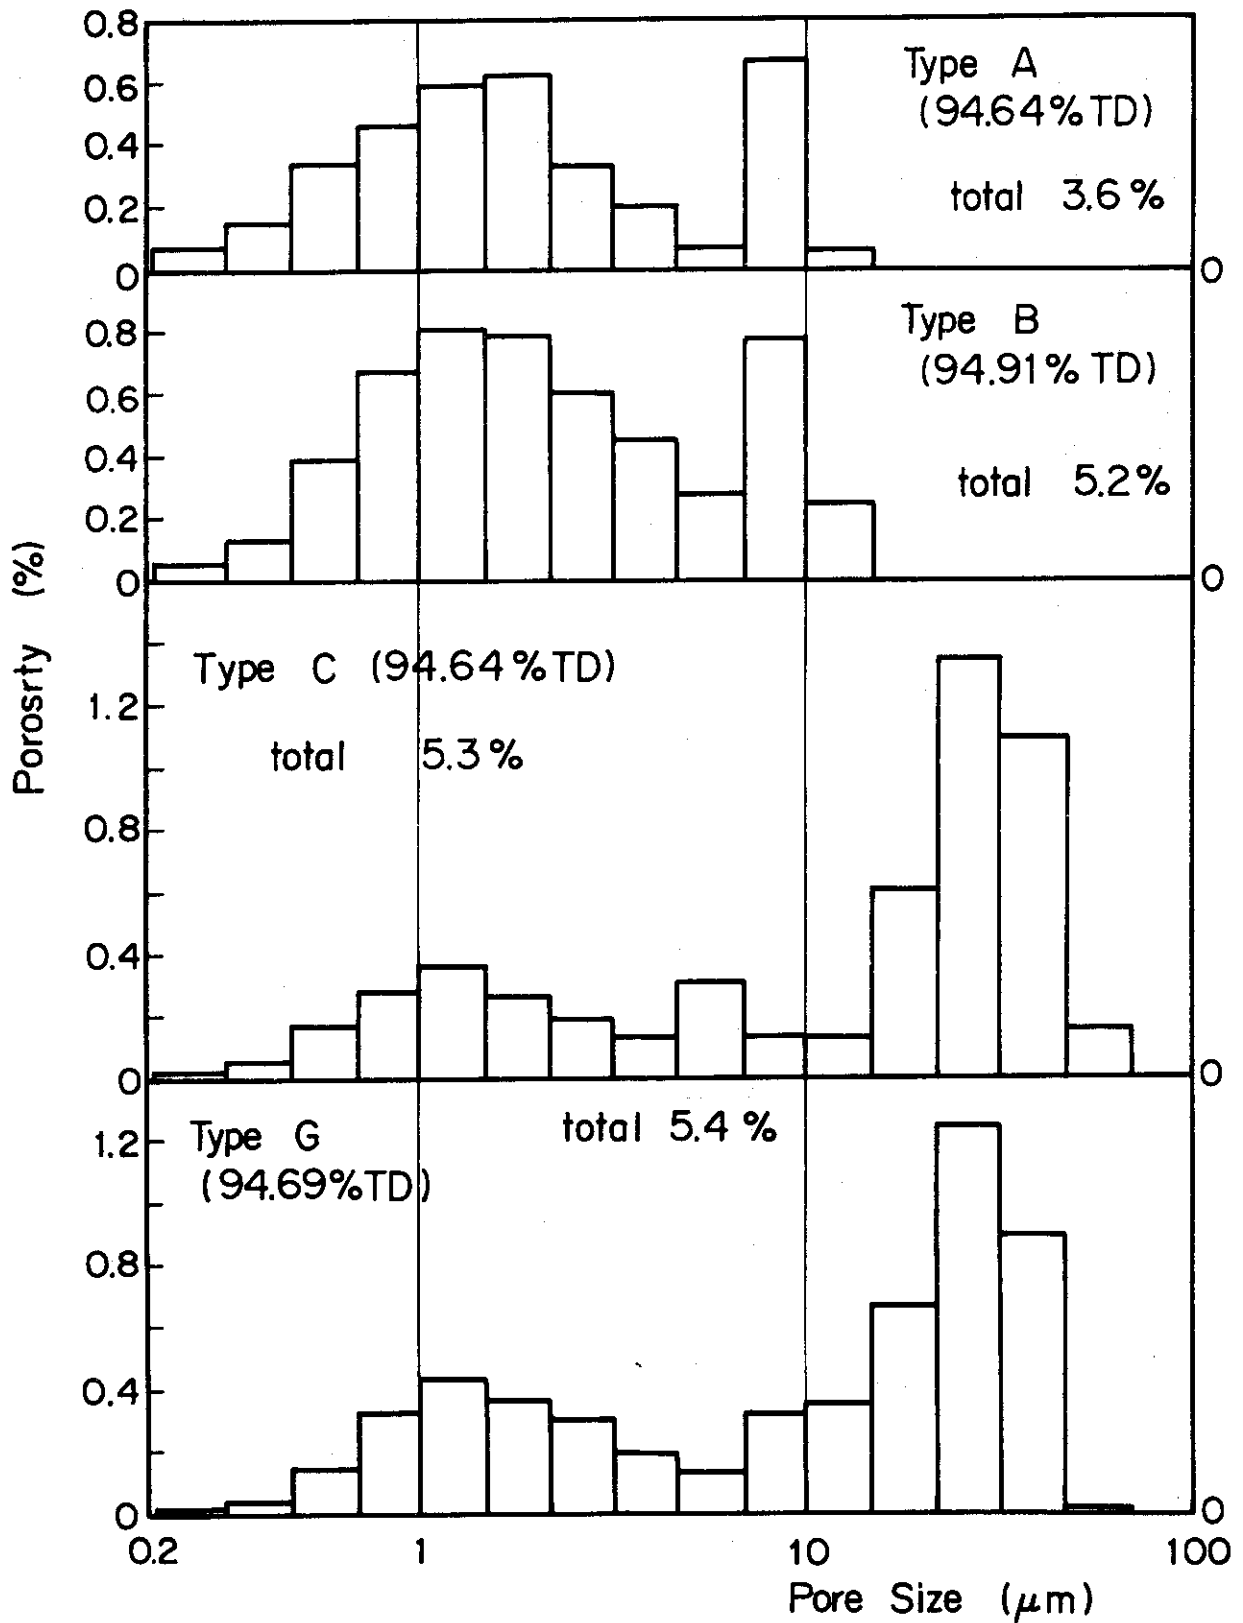 0.8
0.6
0.4
0.2
0
Type A
(94.64%TD)
total 3.6%
0
0.8
0.6
0.4
0.2
0
Type B
(94.91% TD)
total 5.2%
0
Porosrty (%)
Type C (94.64%TD)
total 5.3%
1.2
0.8
0.4
0
0
Type G
(94.69%TD)
total 5.4%
1.2
0.8
0.4
0
0
0.2 1 10 100
Pore Size (μm)